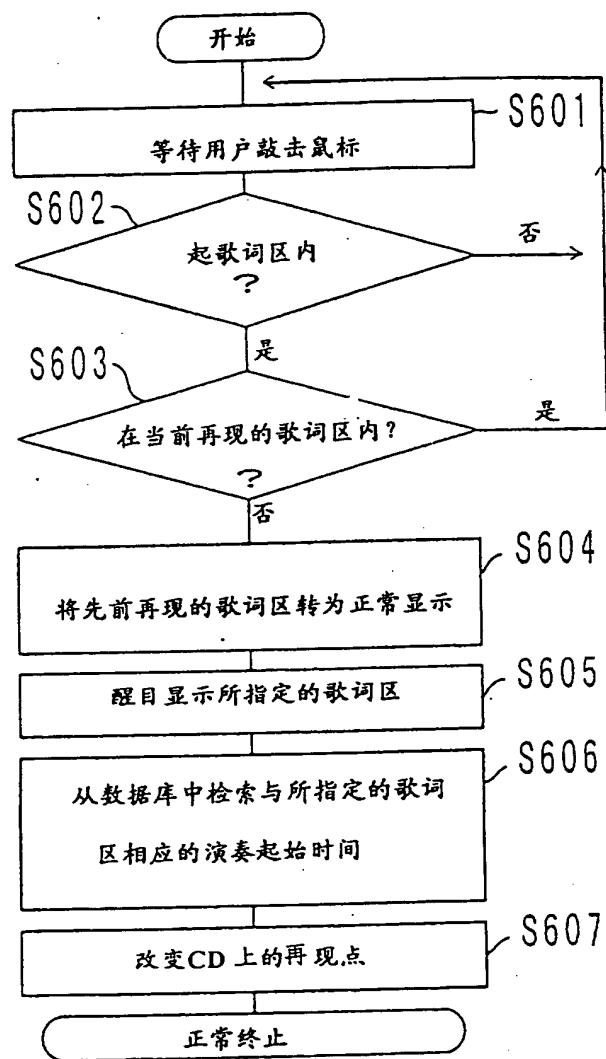 开始
S601
等待用户敲击鼠标
S602
起歌词区内
?
否
是
S603
在当前再现的歌词区内?
?
是
否
S604
将先前再现的歌词区转为正常显示
S605
醒目显示所指定的歌词区
S606
从数据库中检索与所指定的歌词
区相应的演奏起始时间
S607
改变CD 上的再现点
正常终止